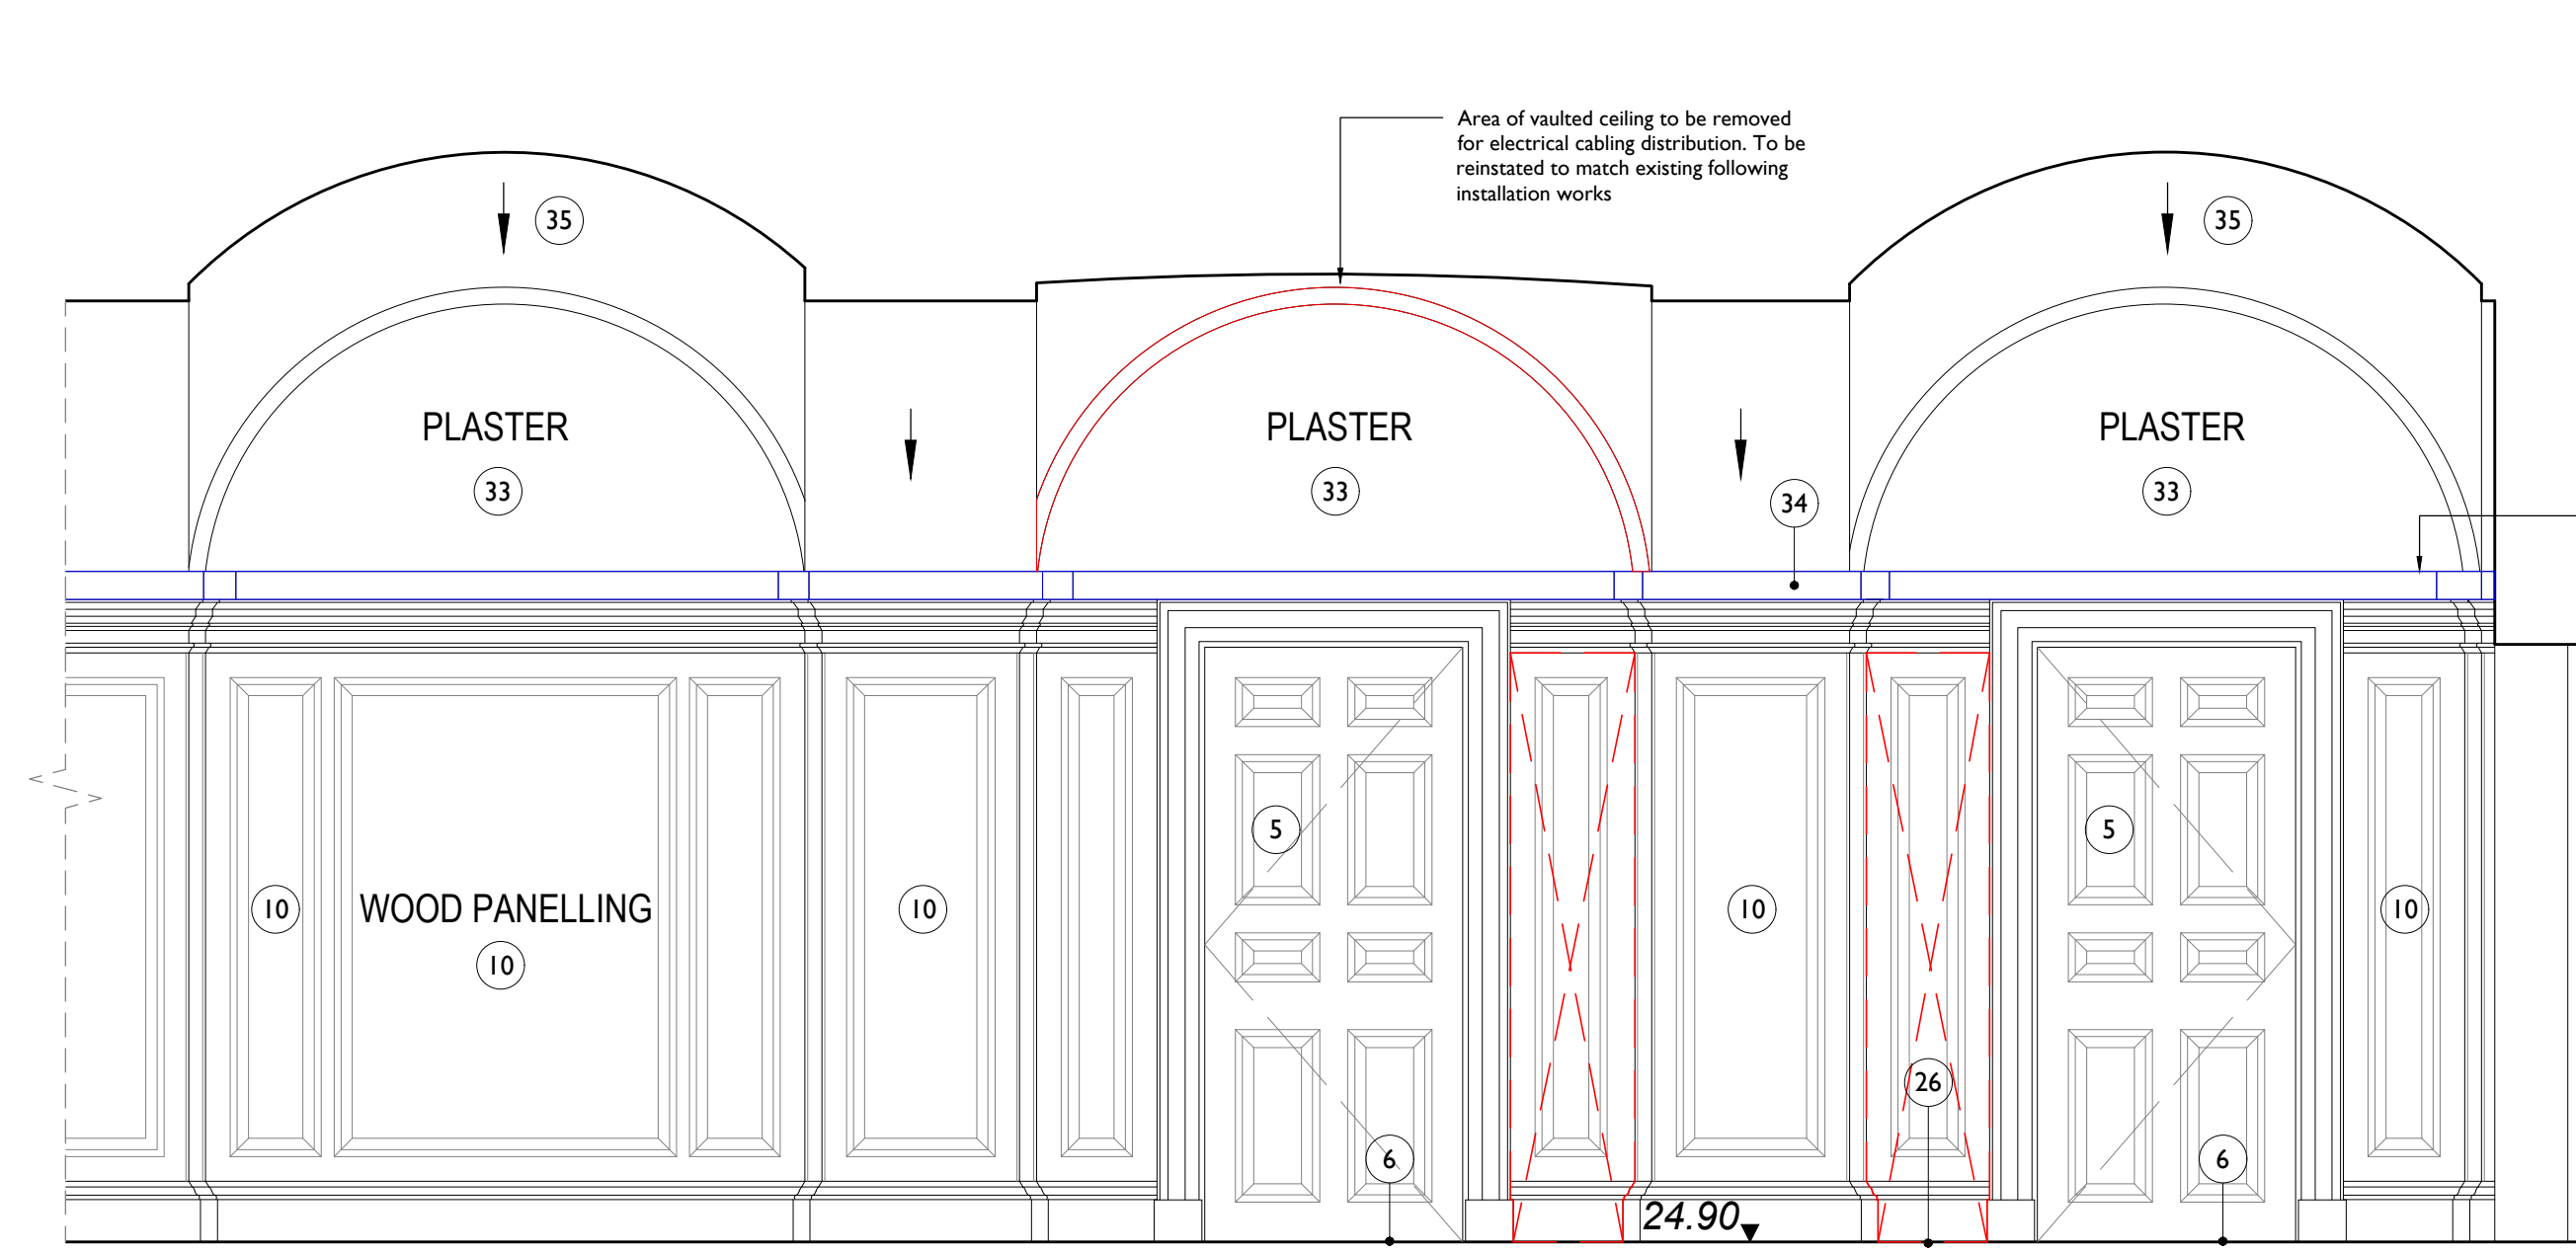 Area of vaulted ceiling to be removed
for electrical cabling distribution. To be
reinstated to match existing following
installation works
35
35
PLASTER
PLASTER
PLASTER
33
33
33
34
5
5
10
WOOD PANELLING
10
10
10
10
26
6
6
24.90